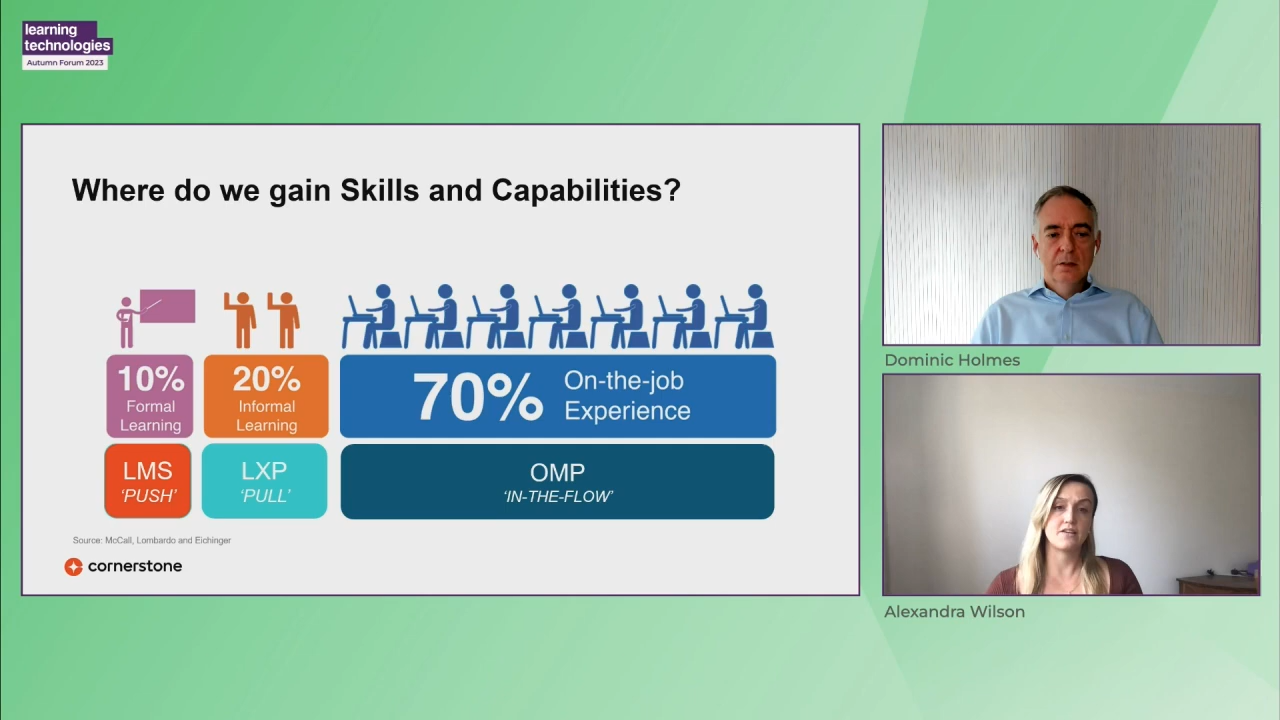 learning
technologies
Autumn Forum 2023
Where do we gain Skills and Capabilities?
10%
Formal
Learning
20%
Informal
Learning
70%
On-the-job
Experience
LMS
'PUSH'
LXP
'PULL'
OMP
'IN-THE-FLOW'
Source: McCall, Lombardo and Eichinger
cornerstone
Dominic Holmes
Alexandra Wilson